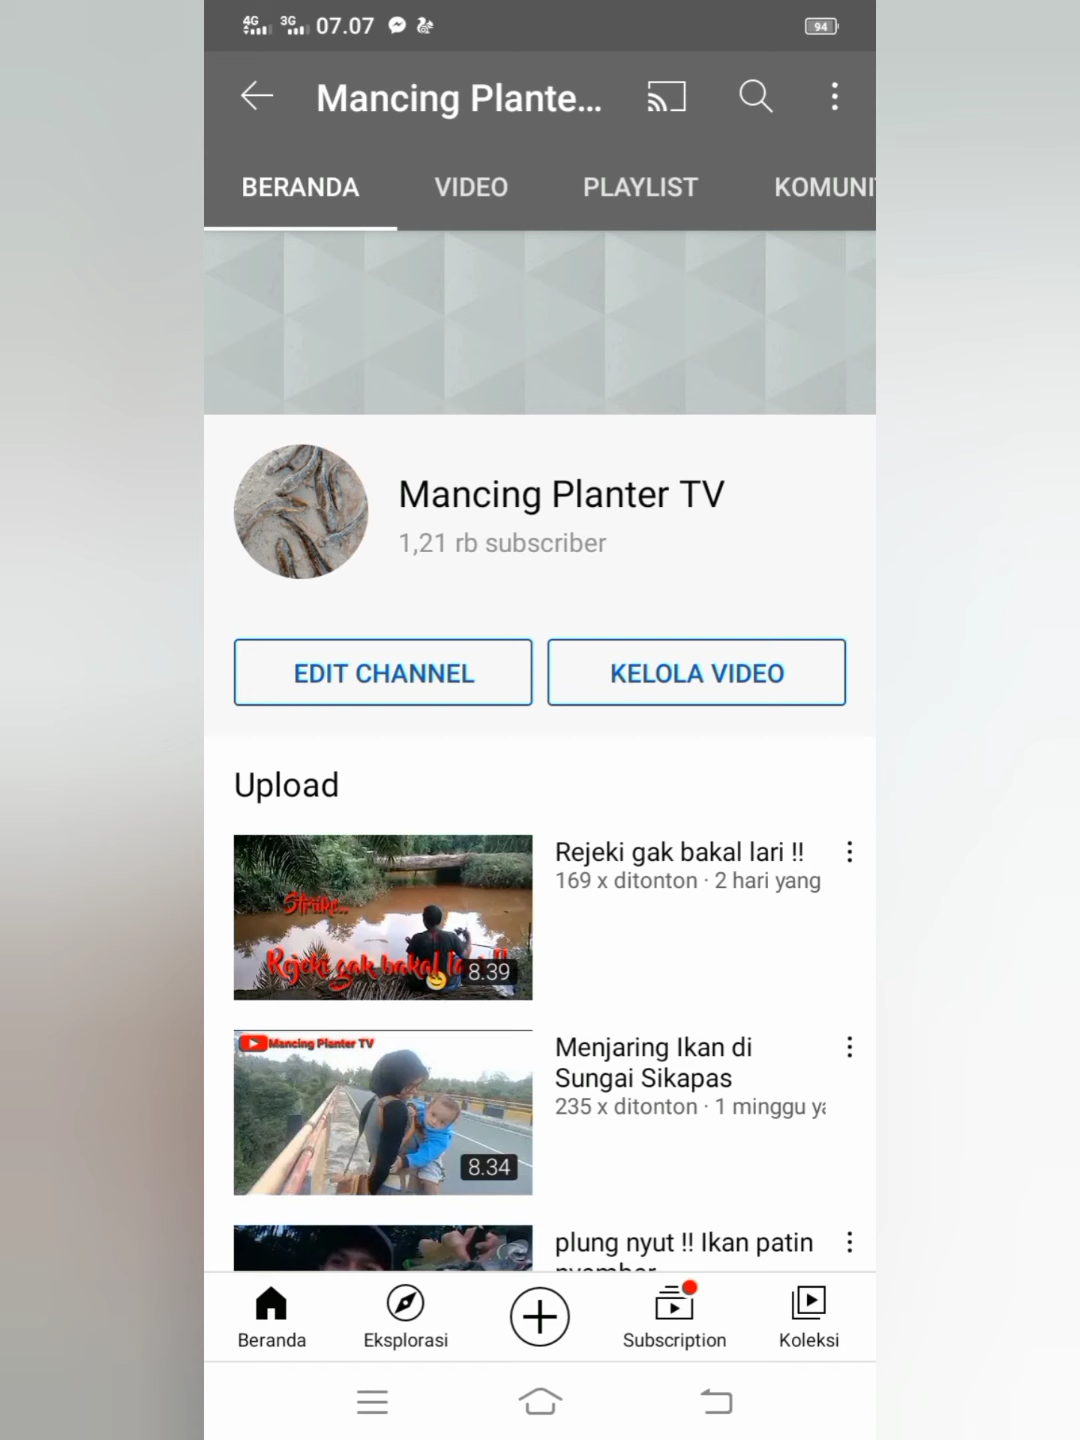 4G 3G 07.07 94
Mancing Plante...
BERANDA VIDEO PLAYLIST KOMUNI
Mancing Planter TV
1,21 rb subscriber
EDIT CHANNEL KELOLA VIDEO
Upload
Strike...
Rejeki gak bakal
8.39
Rejeki gak bakal lari !!
169 x ditonton · 2 hari yang
Mancing Planter TV
8.34
Menjaring Ikan di
Sungai Sikapas
235 x ditonton · 1 minggu
plung nyut !! Ikan patin
Beranda Eksplorasi Subscription Koleksi